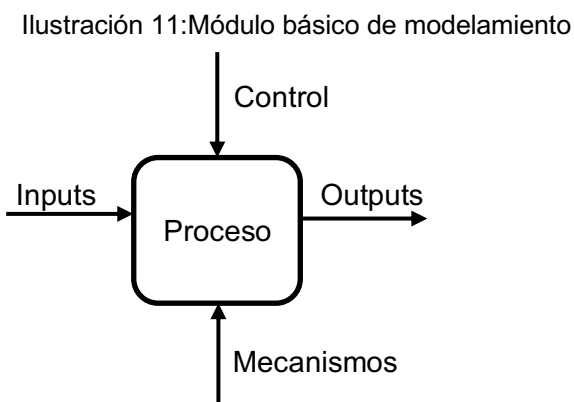 Ilustración 11:Módulo básico de modelamiento
Control
Inputs
Outputs
Proceso
Mecanismos